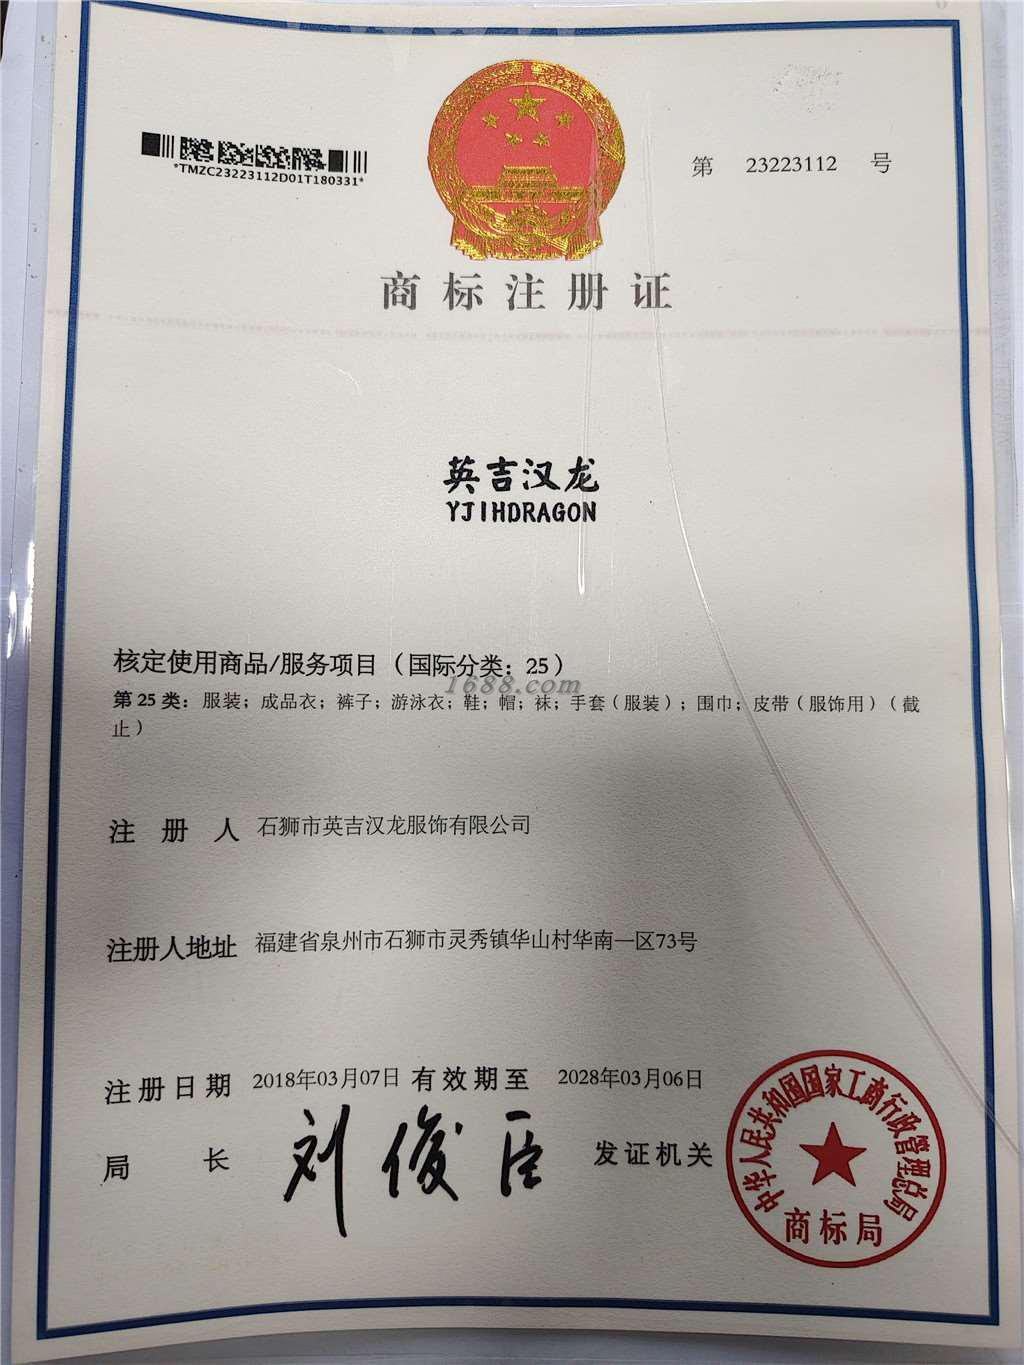 *TMZC23223112D01T180331*
第 23223112 号
商标注册证
英吉汉龙
YJIHDRAGON
核定使用商品/服务项目（国际分类：25）
1688.com
第25类：服装；成品衣；裤子；游泳衣；鞋；帽；袜；手套（服装）；围巾；皮带（服饰用）（截
止）
注册人 石狮市英吉汉龙服饰有限公司
注册人地址 福建省泉州市石狮市灵秀镇华山村华南一区73号
注册日期 2018年03月07日 有效期至 2028年03月06日
局长 刘俊臣 发证机关
中华人民共和国国家工商行政管理总局
商标局